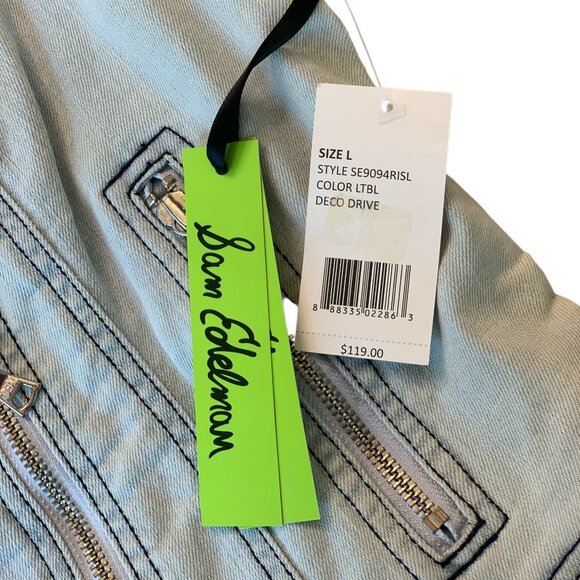 Sam Edelman
SIZE L
STYLE SE9094RISL
COLOR LTBL
DECO DRIVE
8 88335 02286 3
$119.00